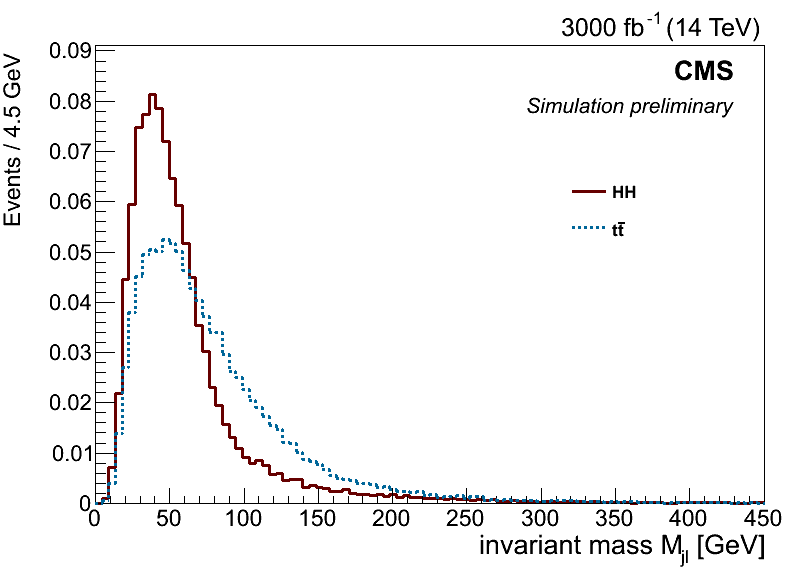 3000 fb⁻¹ (14 TeV)
CMS
Simulation preliminary
HH
tt̅
Events / 4.5 GeV
0.09
0.08
0.07
0.06
0.05
0.04
0.03
0.02
0.01
0
0 50 100 150 200 250 300 350 400 450
invariant mass M_jl [GeV]